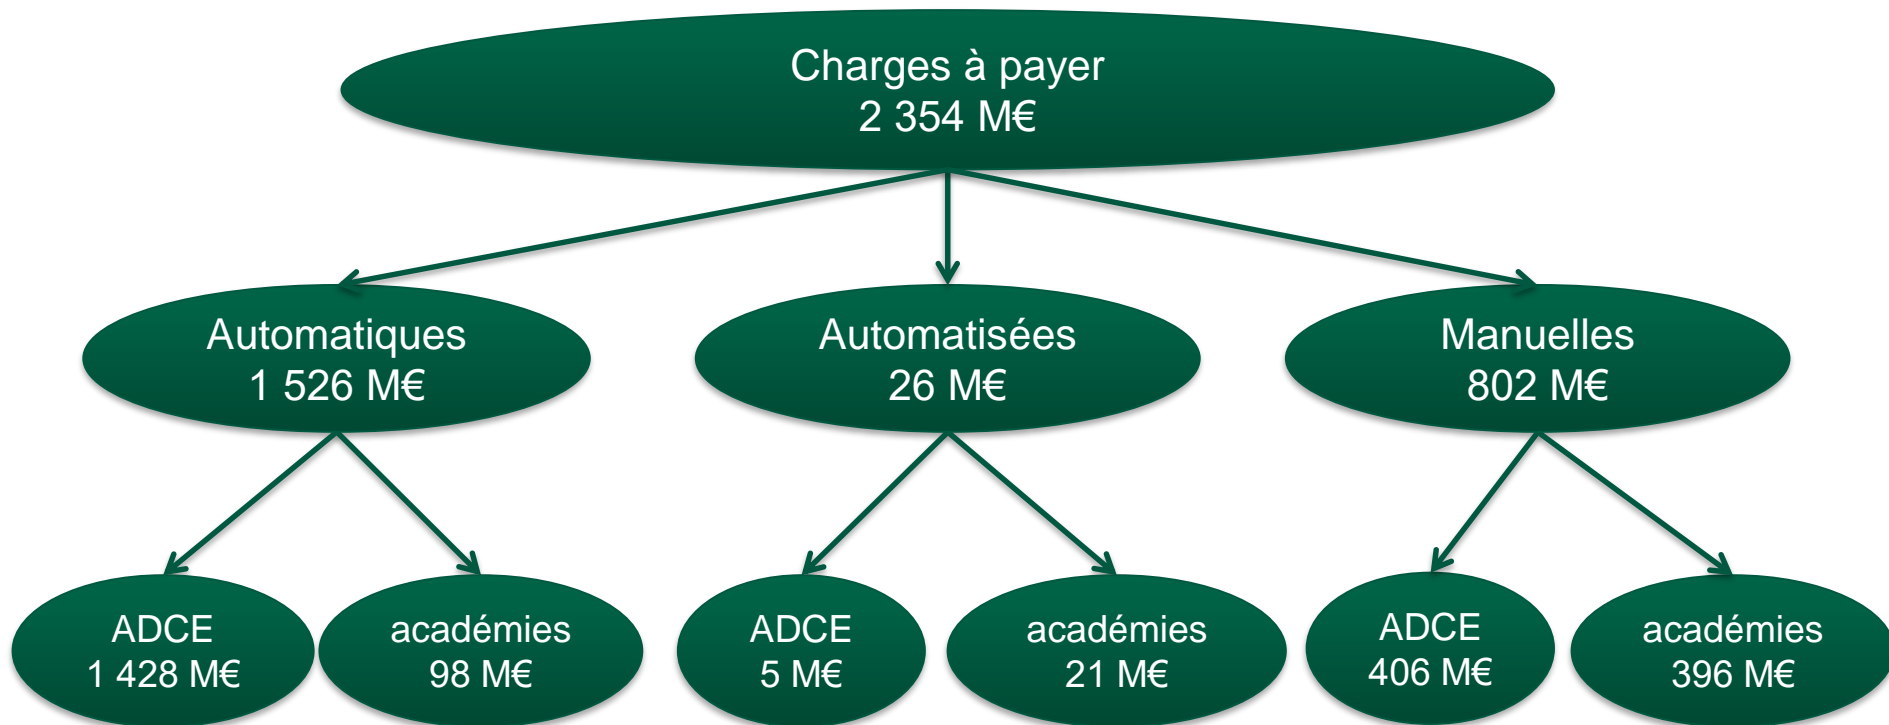 Charges à payer
2 354 M€
Automatiques
1 526 M€
Automatisées
26 M€
Manuelles
802 M€
ADCE
1 428 M€
académies
98 M€
ADCE
5 M€
académies
21 M€
ADCE
406 M€
académies
396 M€